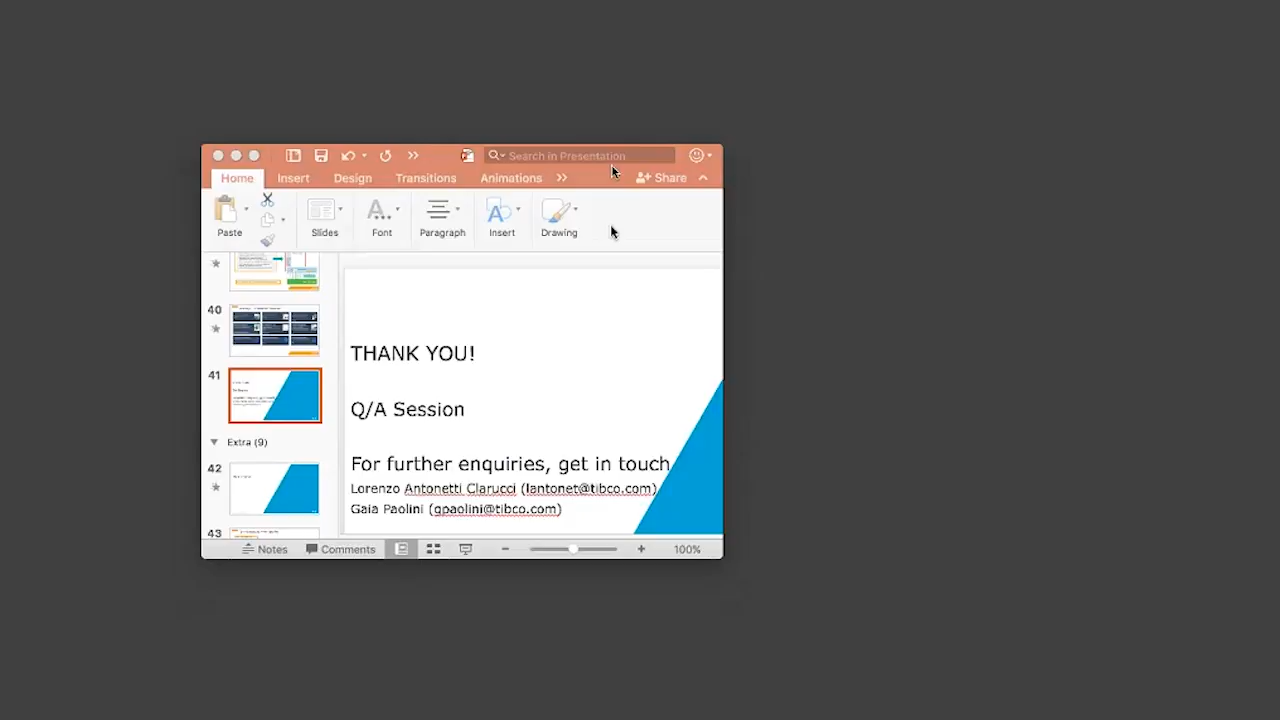 Search in Presentation
Home Insert Design Transitions Animations Share
Paste Slides Font Paragraph Insert Drawing
40
41
Extra (9)
42
43
THANK YOU!
Q/A Session
For further enquiries, get in touch
Lorenzo Antonetti Clarucci (lantonet@tibco.com)
Gaia Paolini (gpaolini@tibco.com)
Notes Comments 100%